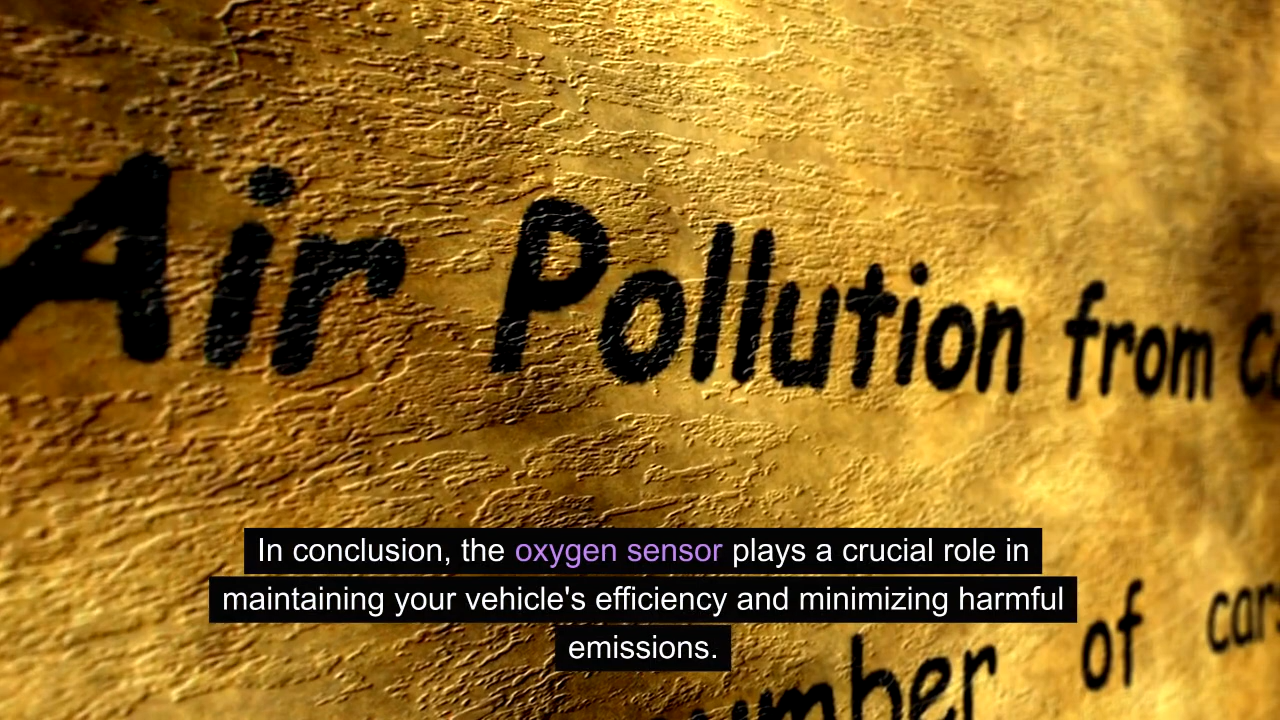 Air Pollution from
In conclusion, the oxygen sensor plays a crucial role in
maintaining your vehicle's efficiency and minimizing harmful
emissions.
number of car